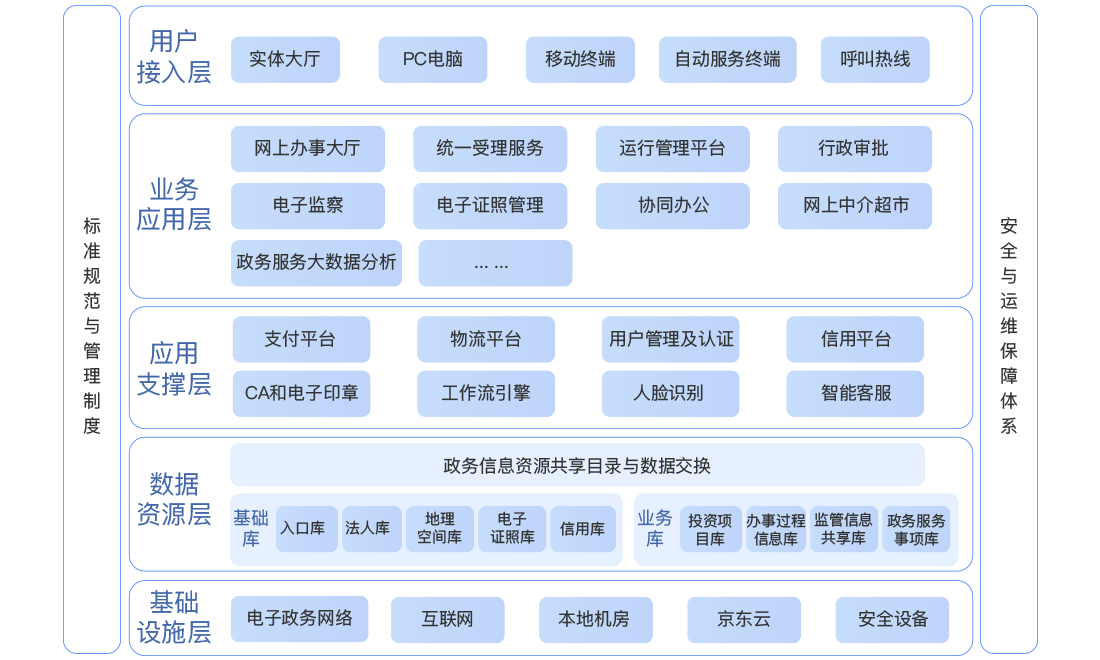 标准规范与管理制度
用户
接入层
实体大厅
PC电脑
移动终端
自动服务终端
呼叫热线
业务
应用层
网上办事大厅
统一受理服务
运行管理平台
行政审批
电子监察
电子证照管理
协同办公
网上中介超市
政务服务大数据分析
... ...
应用
支撑层
支付平台
物流平台
用户管理及认证
信用平台
CA和电子印章
工作流引擎
人脸识别
智能客服
数据
资源层
政务信息资源共享目录与数据交换
基础
库
入口库
法人库
地理
空间库
电子
证照库
信用库
业务
库
投资项
目库
办事过程
信息库
监管信息
共享库
政务服务
事项库
基础
设施层
电子政务网络
互联网
本地机房
京东云
安全设备
安全与运维保障体系